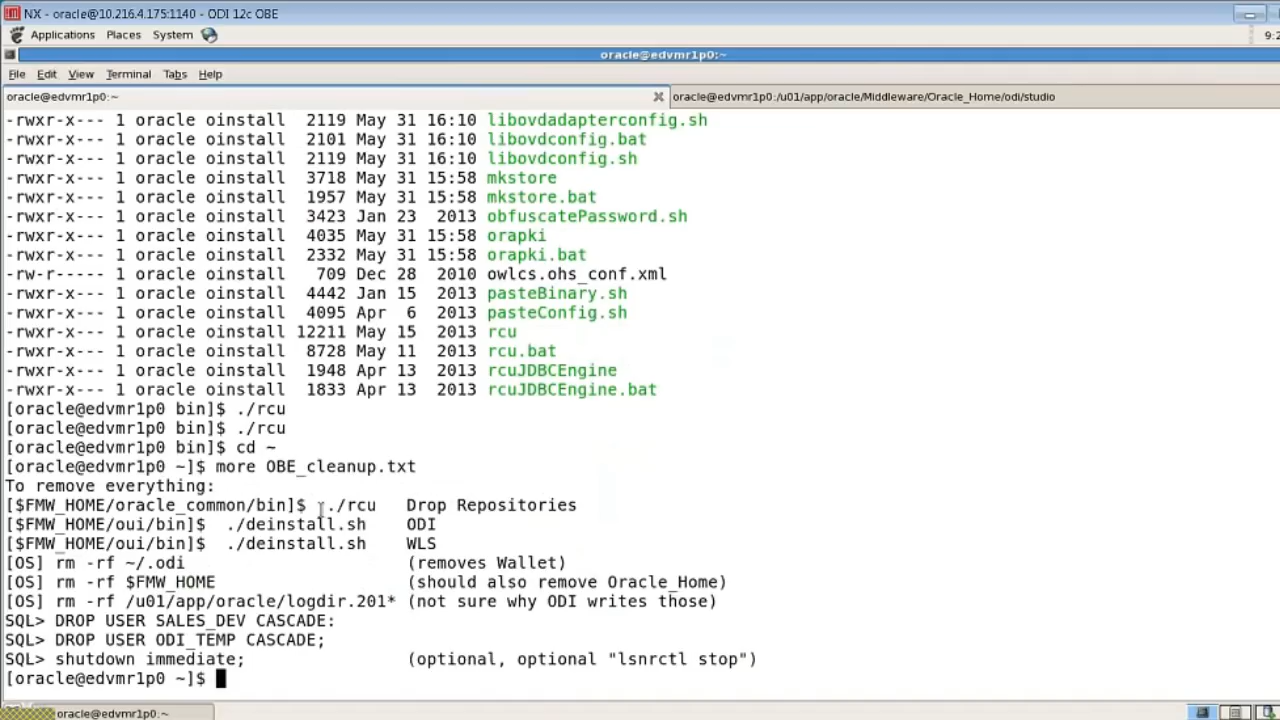 NX - oracle@10.216.4.175:1140 - ODI 12c OBE
Applications Places System
oracle@edvmr1p0:~
File Edit View Terminal Tabs Help
oracle@edvmr1p0:~ oracle@edvmr1p0:/u01/app/oracle/Middleware/Oracle_Home/odi/studio
-rwxr-x--- 1 oracle oinstall 2119 May 31 16:10 libovdadapterconfig.sh
-rwxr-x--- 1 oracle oinstall 2101 May 31 16:10 libovdconfig.bat
-rwxr-x--- 1 oracle oinstall 2119 May 31 16:10 libovdconfig.sh
-rwxr-x--- 1 oracle oinstall 3718 May 31 15:58 mkstore
-rwxr-x--- 1 oracle oinstall 1957 May 31 15:58 mkstore.bat
-rwxr-x--- 1 oracle oinstall 3423 Jan 23 2013 obfuscatePassword.sh
-rwxr-x--- 1 oracle oinstall 4035 May 31 15:58 orapki
-rwxr-x--- 1 oracle oinstall 2332 May 31 15:58 orapki.bat
-rw-r----- 1 oracle oinstall 709 Dec 28 2010 owlcs.ohs_conf.xml
-rwxr-x--- 1 oracle oinstall 4442 Jan 15 2013 pasteBinary.sh
-rwxr-x--- 1 oracle oinstall 4095 Apr 6 2013 pasteConfig.sh
-rwxr-x--- 1 oracle oinstall 12211 May 15 2013 rcu
-rwxr-x--- 1 oracle oinstall 8728 May 11 2013 rcu.bat
-rwxr-x--- 1 oracle oinstall 1948 Apr 13 2013 rcuJDBCEngine
-rwxr-x--- 1 oracle oinstall 1833 Apr 13 2013 rcuJDBCEngine.bat
[oracle@edvmr1p0 bin]$ ./rcu
[oracle@edvmr1p0 bin]$ ./rcu
[oracle@edvmr1p0 bin]$ cd ~
[oracle@edvmr1p0 ~]$ more OBE_cleanup.txt
To remove everything:
[$FMW_HOME/oracle_common/bin]$ ./rcu Drop Repositories
[$FMW_HOME/oui/bin]$ ./deinstall.sh ODI
[$FMW_HOME/oui/bin]$ ./deinstall.sh WLS
[OS] rm -rf ~/.odi (removes Wallet)
[OS] rm -rf $FMW_HOME (should also remove Oracle_Home)
[OS] rm -rf /u01/app/oracle/logdir.201* (not sure why ODI writes those)
SQL> DROP USER SALES_DEV CASCADE:
SQL> DROP USER ODI_TEMP CASCADE;
SQL> shutdown immediate; (optional, optional "lsnrctl stop")
[oracle@edvmr1p0 ~]$
oracle@edvmr1p0:~